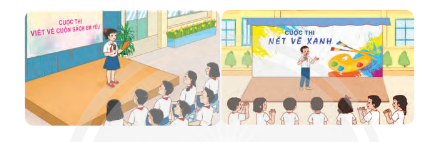 CUỘC THI
VIẾT VỀ CUỐN SÁCH EM YÊU
CUỘC THI
NÉT VẼ XANH